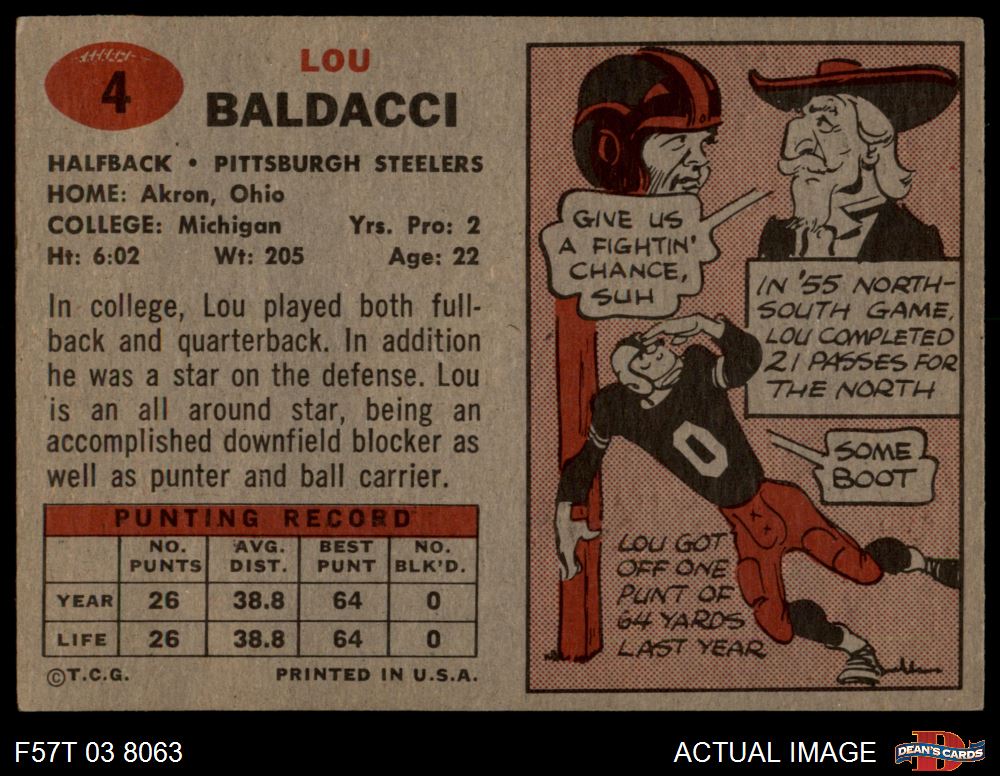 4
LOU
BALDACCI
HALFBACK • PITTSBURGH STEELERS
HOME: Akron, Ohio
COLLEGE: Michigan Yrs. Pro: 2
Ht: 6:02 Wt: 205 Age: 22
In college, Lou played both full-
back and quarterback. In addition
he was a star on the defense. Lou
is an all around star, being an
accomplished downfield blocker as
well as punter and ball carrier.
PUNTING RECORD
NO. PUNTS AVG. DIST. BEST PUNT NO. BLK'D.
YEAR 26 38.8 64 0
LIFE 26 38.8 64 0
©T.C.G. PRINTED IN U.S.A.
GIVE US
A FIGHTIN'
CHANCE,
SUH
IN '55 NORTH-
SOUTH GAME,
LOU COMPLETED
21 PASSES FOR
THE NORTH
0
SOME
BOOT
LOU GOT
OFF ONE
PUNT OF
64 YARDS
LAST YEAR
F57T 03 8063
ACTUAL IMAGE
D
DEAN'S CARDS